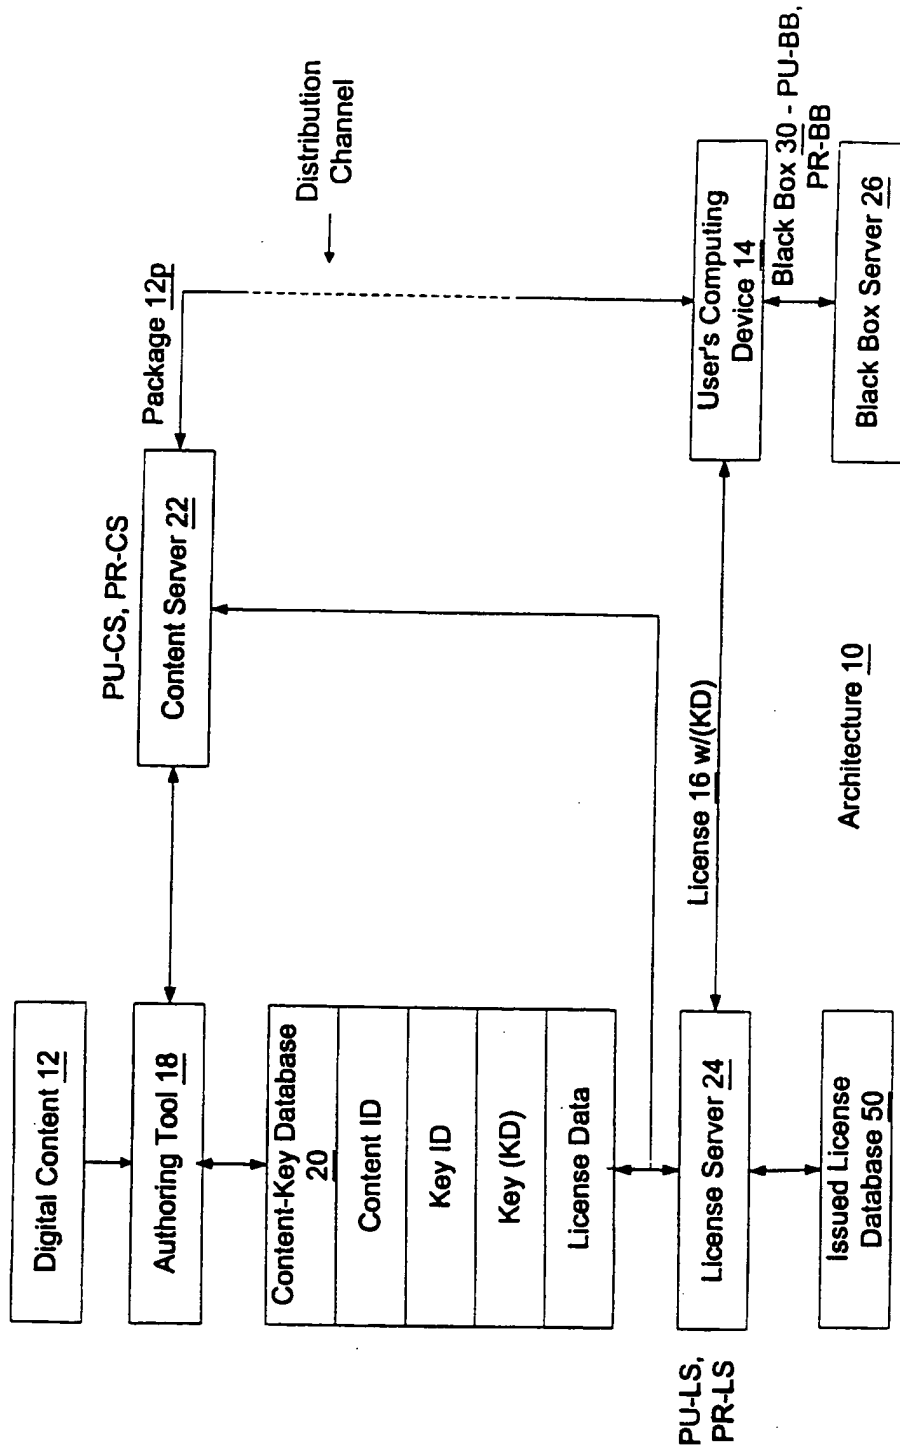 Digital Content 12
Authoring Tool 18
Content-Key Database
20
Content ID
Key ID
Key (KD)
License Data
PU-LS,
PR-LS
License Server 24
Issued License
Database 50
PU-CS, PR-CS
Content Server 22
Package 12p
Distribution
Channel
License 16 w/(KD)
User's Computing
Device 14
Black Box 30 - PU-BB,
PR-BB
Black Box Server 26
Architecture 10